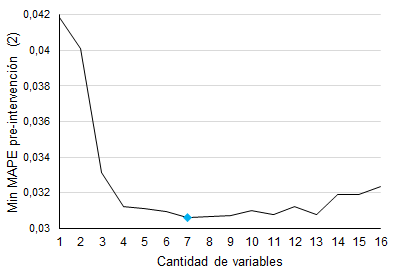 Min MAPE pre-intervención (2)
0,042
0,04
0,038
0,036
0,034
0,032
0,03
1 2 3 4 5 6 7 8 9 10 11 12 13 14 15 16
Cantidad de variables